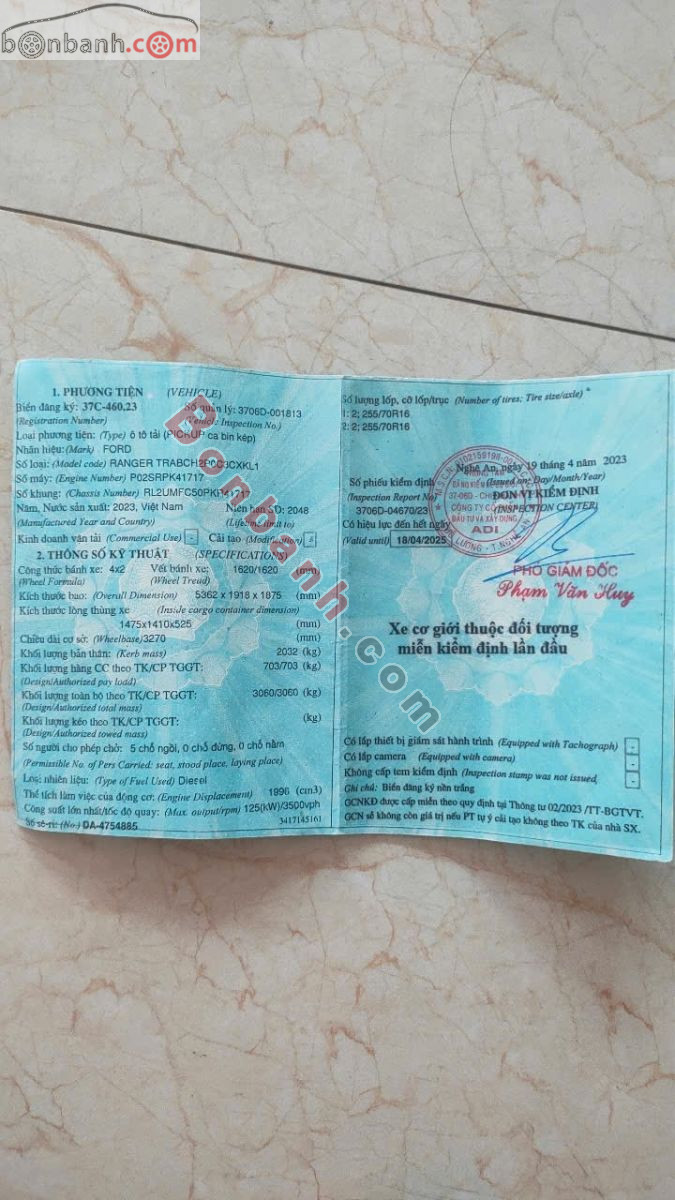 bonbanh.com
1. PHƯƠNG TIỆN (VEHICLE)
Biển đăng ký: 37C-460.23 Số quản lý: 3706D-001813
(Registration Number) (Vehicle Inspection No.)
Loại phương tiện: (Type) ô tô tải (PICKUP ca bin kép)
Nhãn hiệu: (Mark) FORD
Số loại: (Model code) RANGER
Số máy: (Engine Number) P02SRPK41717
Số khung: (Chassis Number)
Năm, Nước sản xuất: 2023, Việt Nam Niên hạn SD: 2048
(Manufactured Year and Country) (Lifetime limit to)
Kinh doanh vận tải (Commercial Use) - Cải tạo (Modification) -
2. THÔNG SỐ KỸ THUẬT (SPECIFICATIONS)
Công thức bánh xe: 4x2 Vết bánh xe: 1620/1620 (mm)
(Wheel Formula) (Wheel Tread)
Kích thước bao: (Overall Dimension) 5362 x 1918 x 1875 (mm)
Kích thước lòng thùng xe (Inside cargo container dimension)
1475x1410x525 (mm)
Chiều dài cơ sở: (Wheelbase) 3270 (mm)
Khối lượng bản thân: (Kerb mass) 2032 (kg)
Khối lượng hàng CC theo TK/CP TGGT: 703/703 (kg)
(Design/Authorized pay load)
Khối lượng toàn bộ theo TK/CP TGGT: 3060/3060 (kg)
(Design/Authorized total mass)
Khối lượng kéo theo TK/CP TGGT: (kg)
(Design/Authorized towed mass)
Số người cho phép chở: 5 chỗ ngồi, 0 chỗ đứng, 0 chỗ nằm
(Permissible No. of Pers Carried: seat, stood place, laying place)
Loại nhiên liệu: (Type of Fuel Used) Diesel
Thể tích làm việc của động cơ: (Engine Displacement) 1996 (cm3)
Công suất lớn nhất/tốc độ quay: (Max. output/rpm) 125(kW)/3500vph
Số sê-ri: (No.) DA-4754885 3417145161
Số lượng lốp, cỡ lốp/trục (Number of tires; Tire size/axle)
1: 2; 255/70R16
2: 2; 255/70R16
Nghệ An, ngày 19 tháng 4 năm 2023
Số phiếu kiểm định (Issued on: Day/Month/Year)
(Inspection Report No) ĐƠN VỊ KIỂM ĐỊNH
3706D-04670/23 (INSPECTION CENTER)
Có hiệu lực đến hết ngày
(Valid until) 18/04/2025
ĐẦU TƯ VÀ XÂY DỰNG
ADI
PHÓ GIÁM ĐỐC
Phạm Văn Huy
Xe cơ giới thuộc đối tượng
miễn kiểm định lần đầu
Có lắp thiết bị giám sát hành trình (Equipped with Tachograph) -
Có lắp camera (Equipped with camera) -
Không cấp tem kiểm định (Inspection stamp was not issued) -
Ghi chú: Biển đăng ký nền trắng
GCNKĐ được cấp miễn theo quy định tại Thông tư 02/2023 /TT-BGTVT.
GCN sẽ không còn giá trị nếu PT tự ý cải tạo không theo TK của nhà SX.
Bonbanh.com